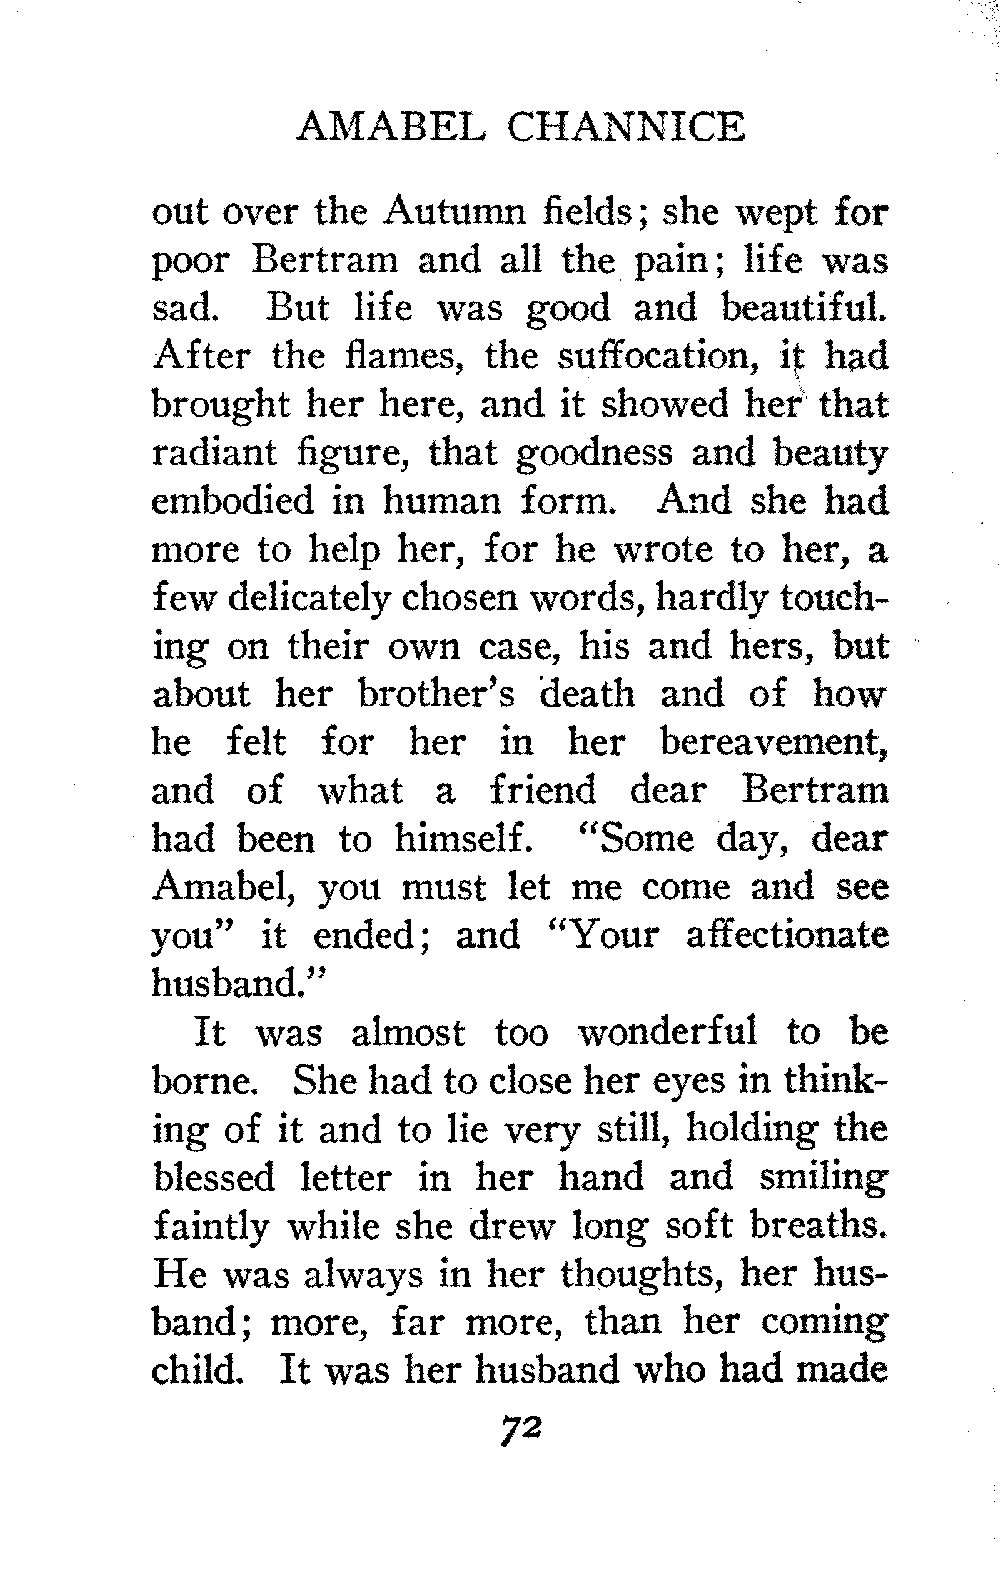 AMABEL CHANNICE
out over the Autumn fields; she wept for
poor Bertram and all the pain; life was
sad. But life was good and beautiful.
After the flames, the suffocation, it had
brought her here, and it showed her that
radiant figure, that goodness and beauty
embodied in human form. And she had
more to help her, for he wrote to her, a
few delicately chosen words, hardly touch-
ing on their own case, his and hers, but
about her brother's death and of how
he felt for her in her bereavement,
and of what a friend dear Bertram
had been to himself. “Some day, dear
Amabel, you must let me come and see
you” it ended; and “Your affectionate
husband.”
It was almost too wonderful to be
borne. She had to close her eyes in think-
ing of it and to lie very still, holding the
blessed letter in her hand and smiling
faintly while she drew long soft breaths.
He was always in her thoughts, her hus-
band; more, far more, than her coming
child. It was her husband who had made
72